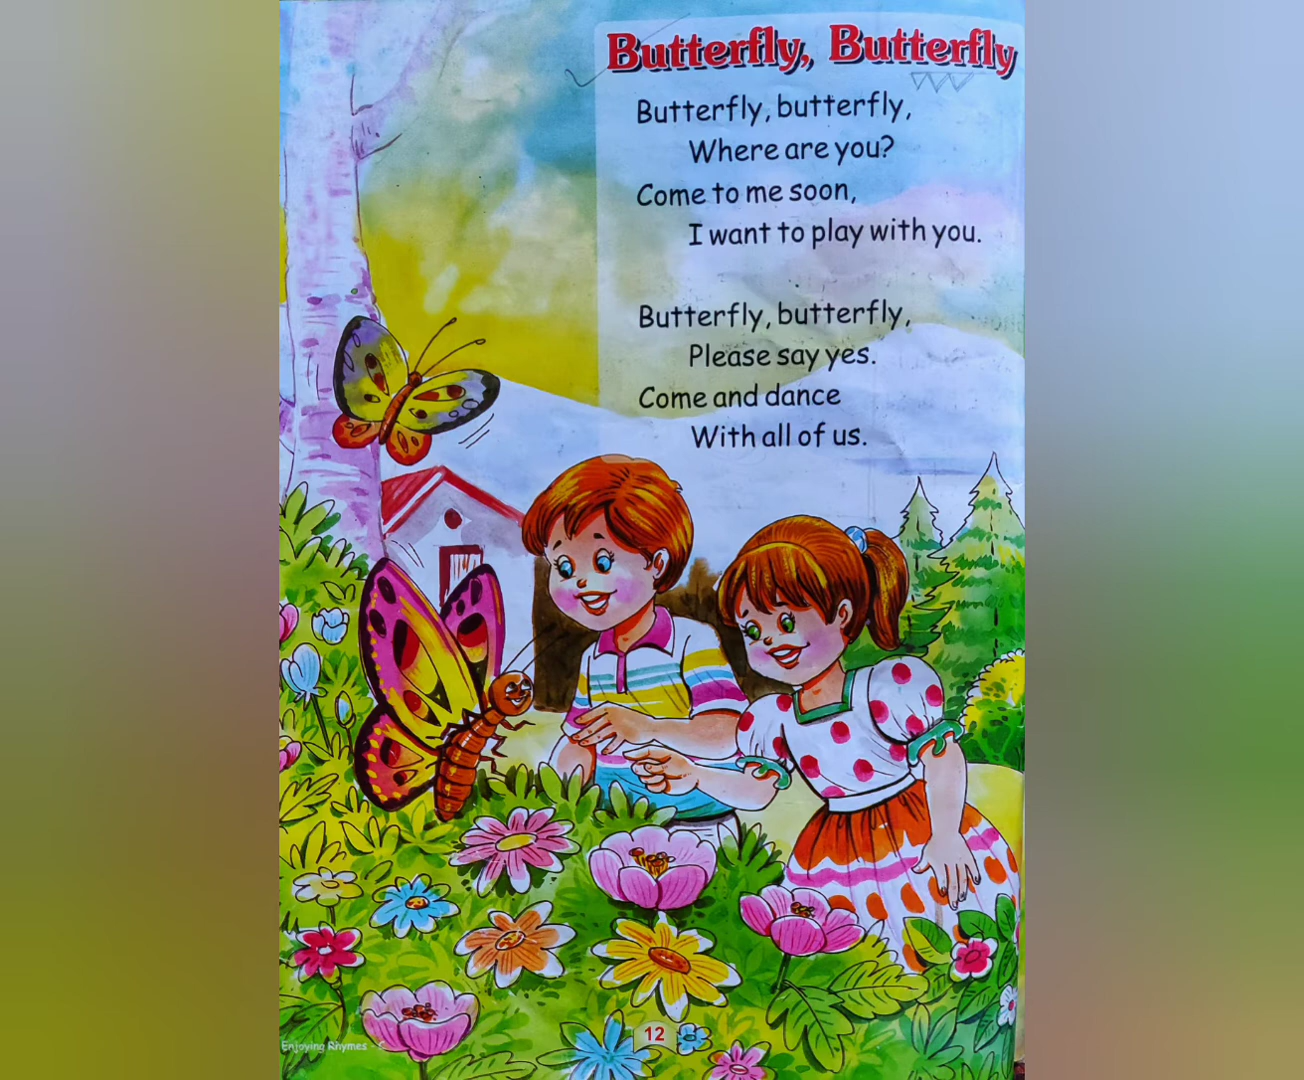 Butterfly, Butterfly
Butterfly, butterfly,
Where are you?
Come to me soon,
I want to play with you.
Butterfly, butterfly,
Please say yes.
Come and dance
With all of us.
12
Enjoying Rhymes -